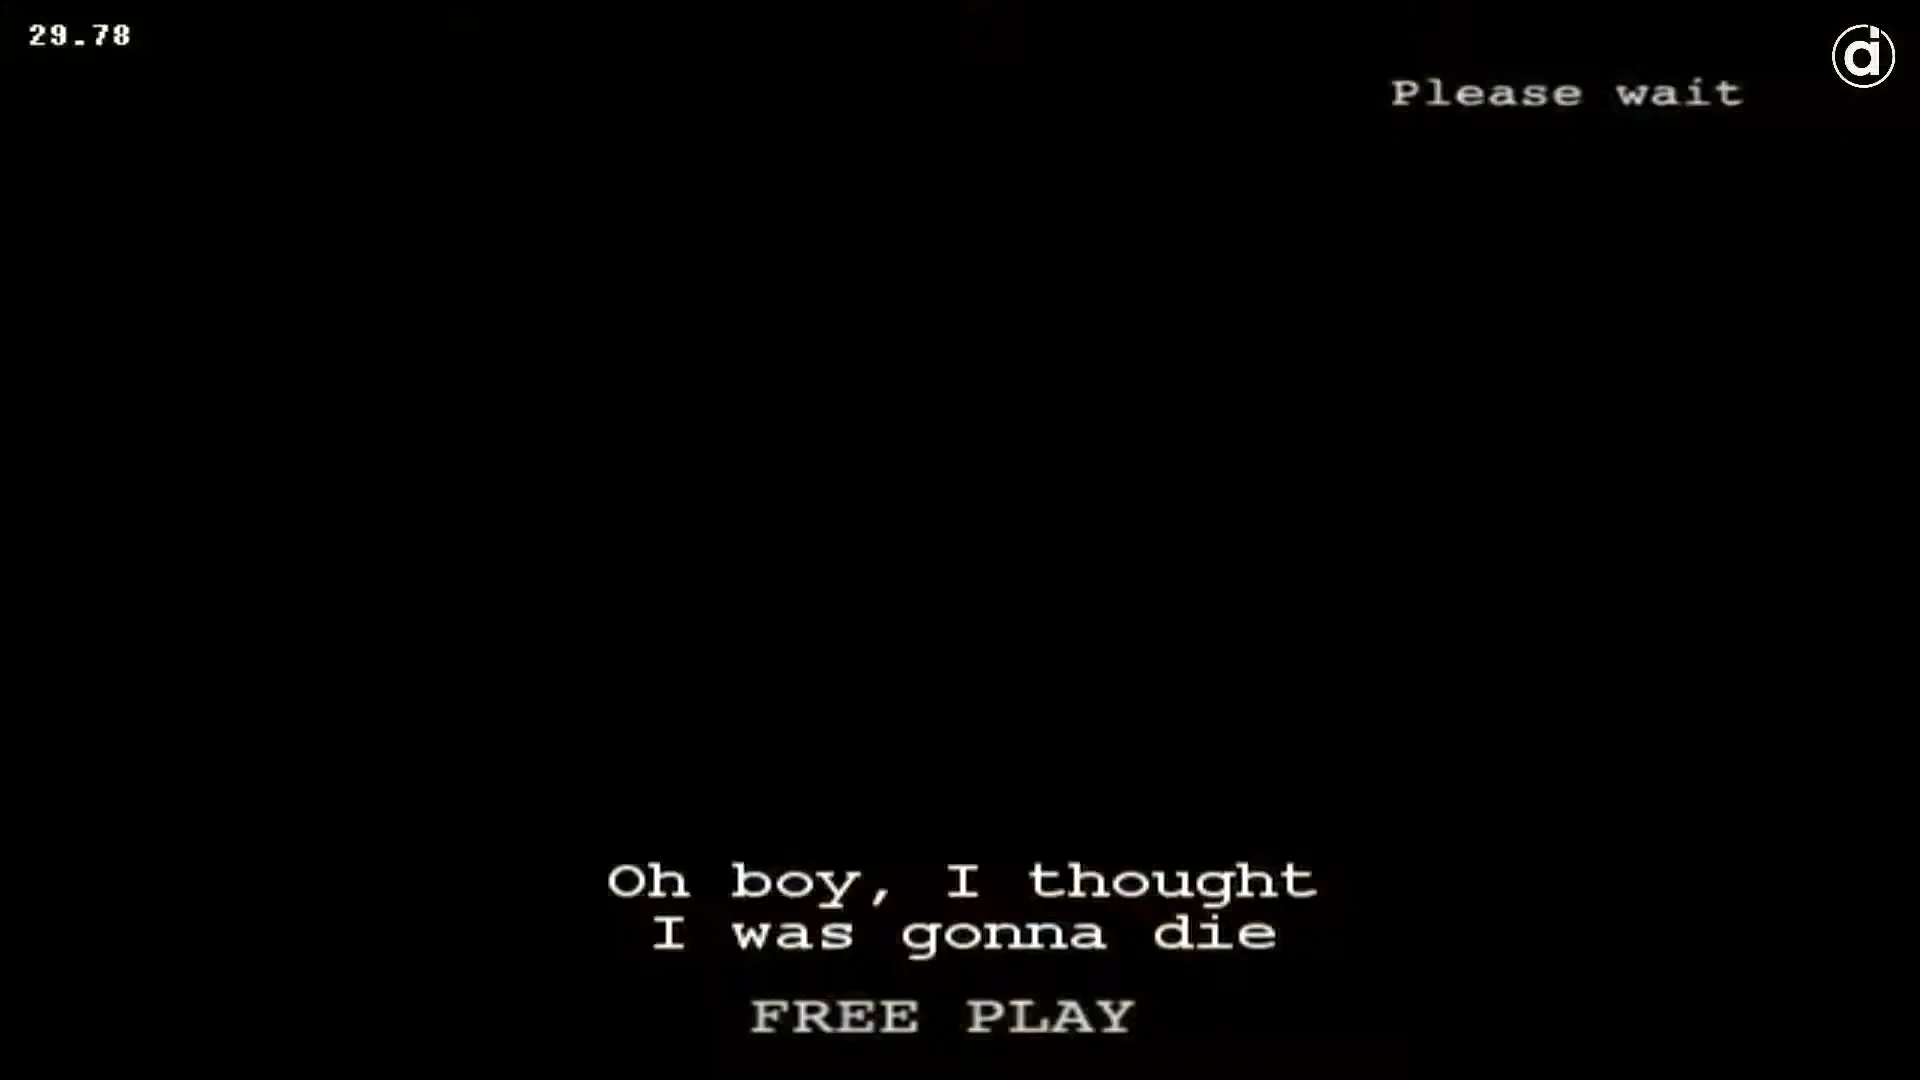 29.78
Please wait
Oh boy, I thought
I was gonna die
FREE PLAY